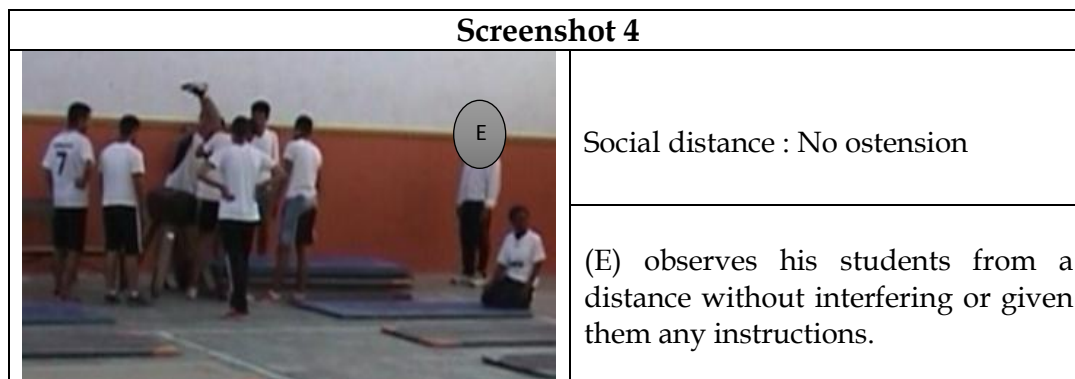 Screenshot 4
7
E
Social distance : No ostension
(E) observes his students from a
distance without interfering or given
them any instructions.